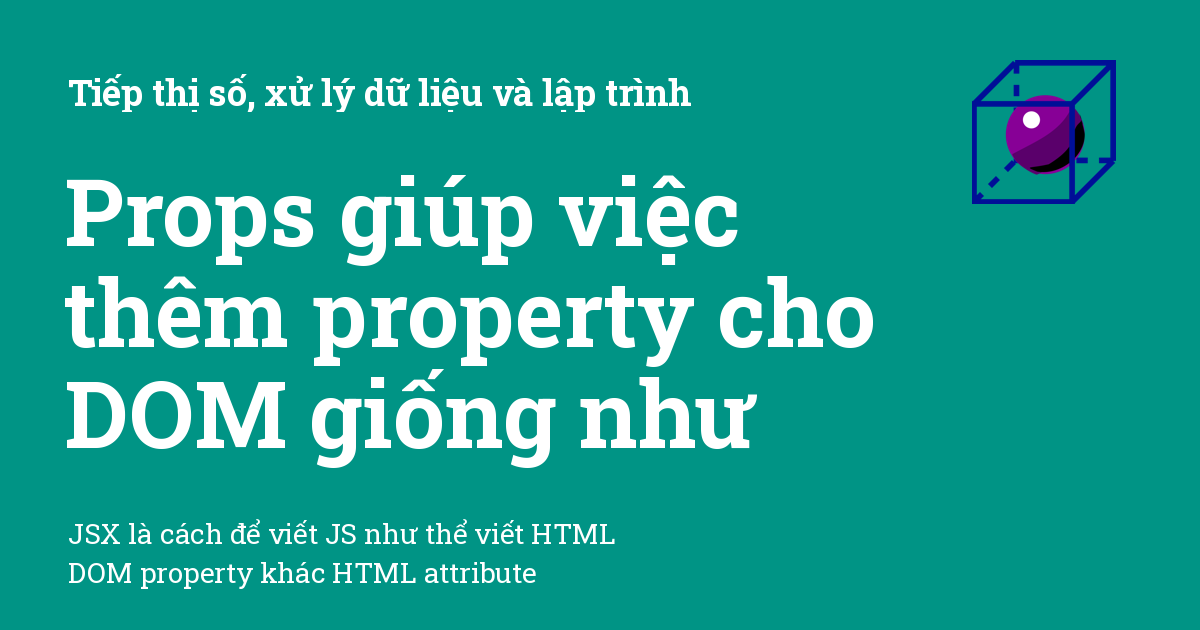 Tiếp thị số, xử lý dữ liệu và lập trình
Props giúp việc
thêm property cho
DOM giống như
JSX là cách để viết JS như thể viết HTML
DOM property khác HTML attribute